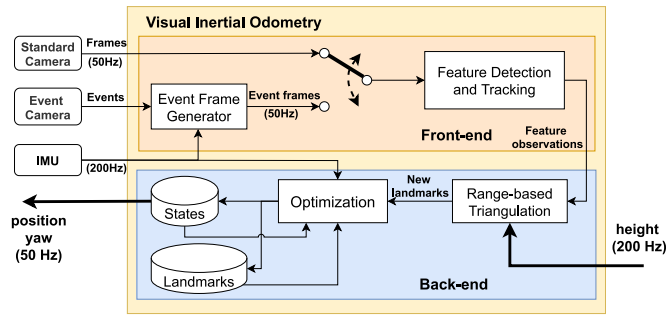 Visual Inertial Odometry
Standard
Camera
Frames
(50Hz)
Feature Detection
and Tracking
Event
Camera
Events
Event Frame
Generator
Event frames
(50Hz)
Front-end
Feature
observations
IMU
(200Hz)
New
landmarks
States
Optimization
Range-based
Triangulation
position
yaw
(50 Hz)
height
(200 Hz)
Landmarks
Back-end